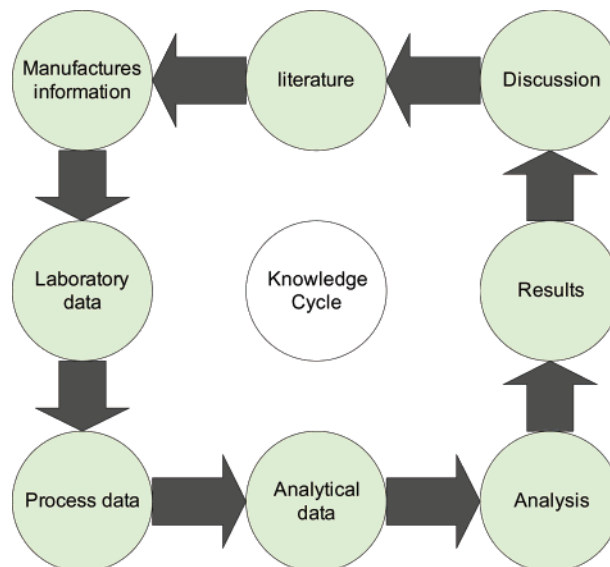 Manufactures
information
literature
Discussion
Laboratory
data
Knowledge
Cycle
Results
Process data
Analytical
data
Analysis